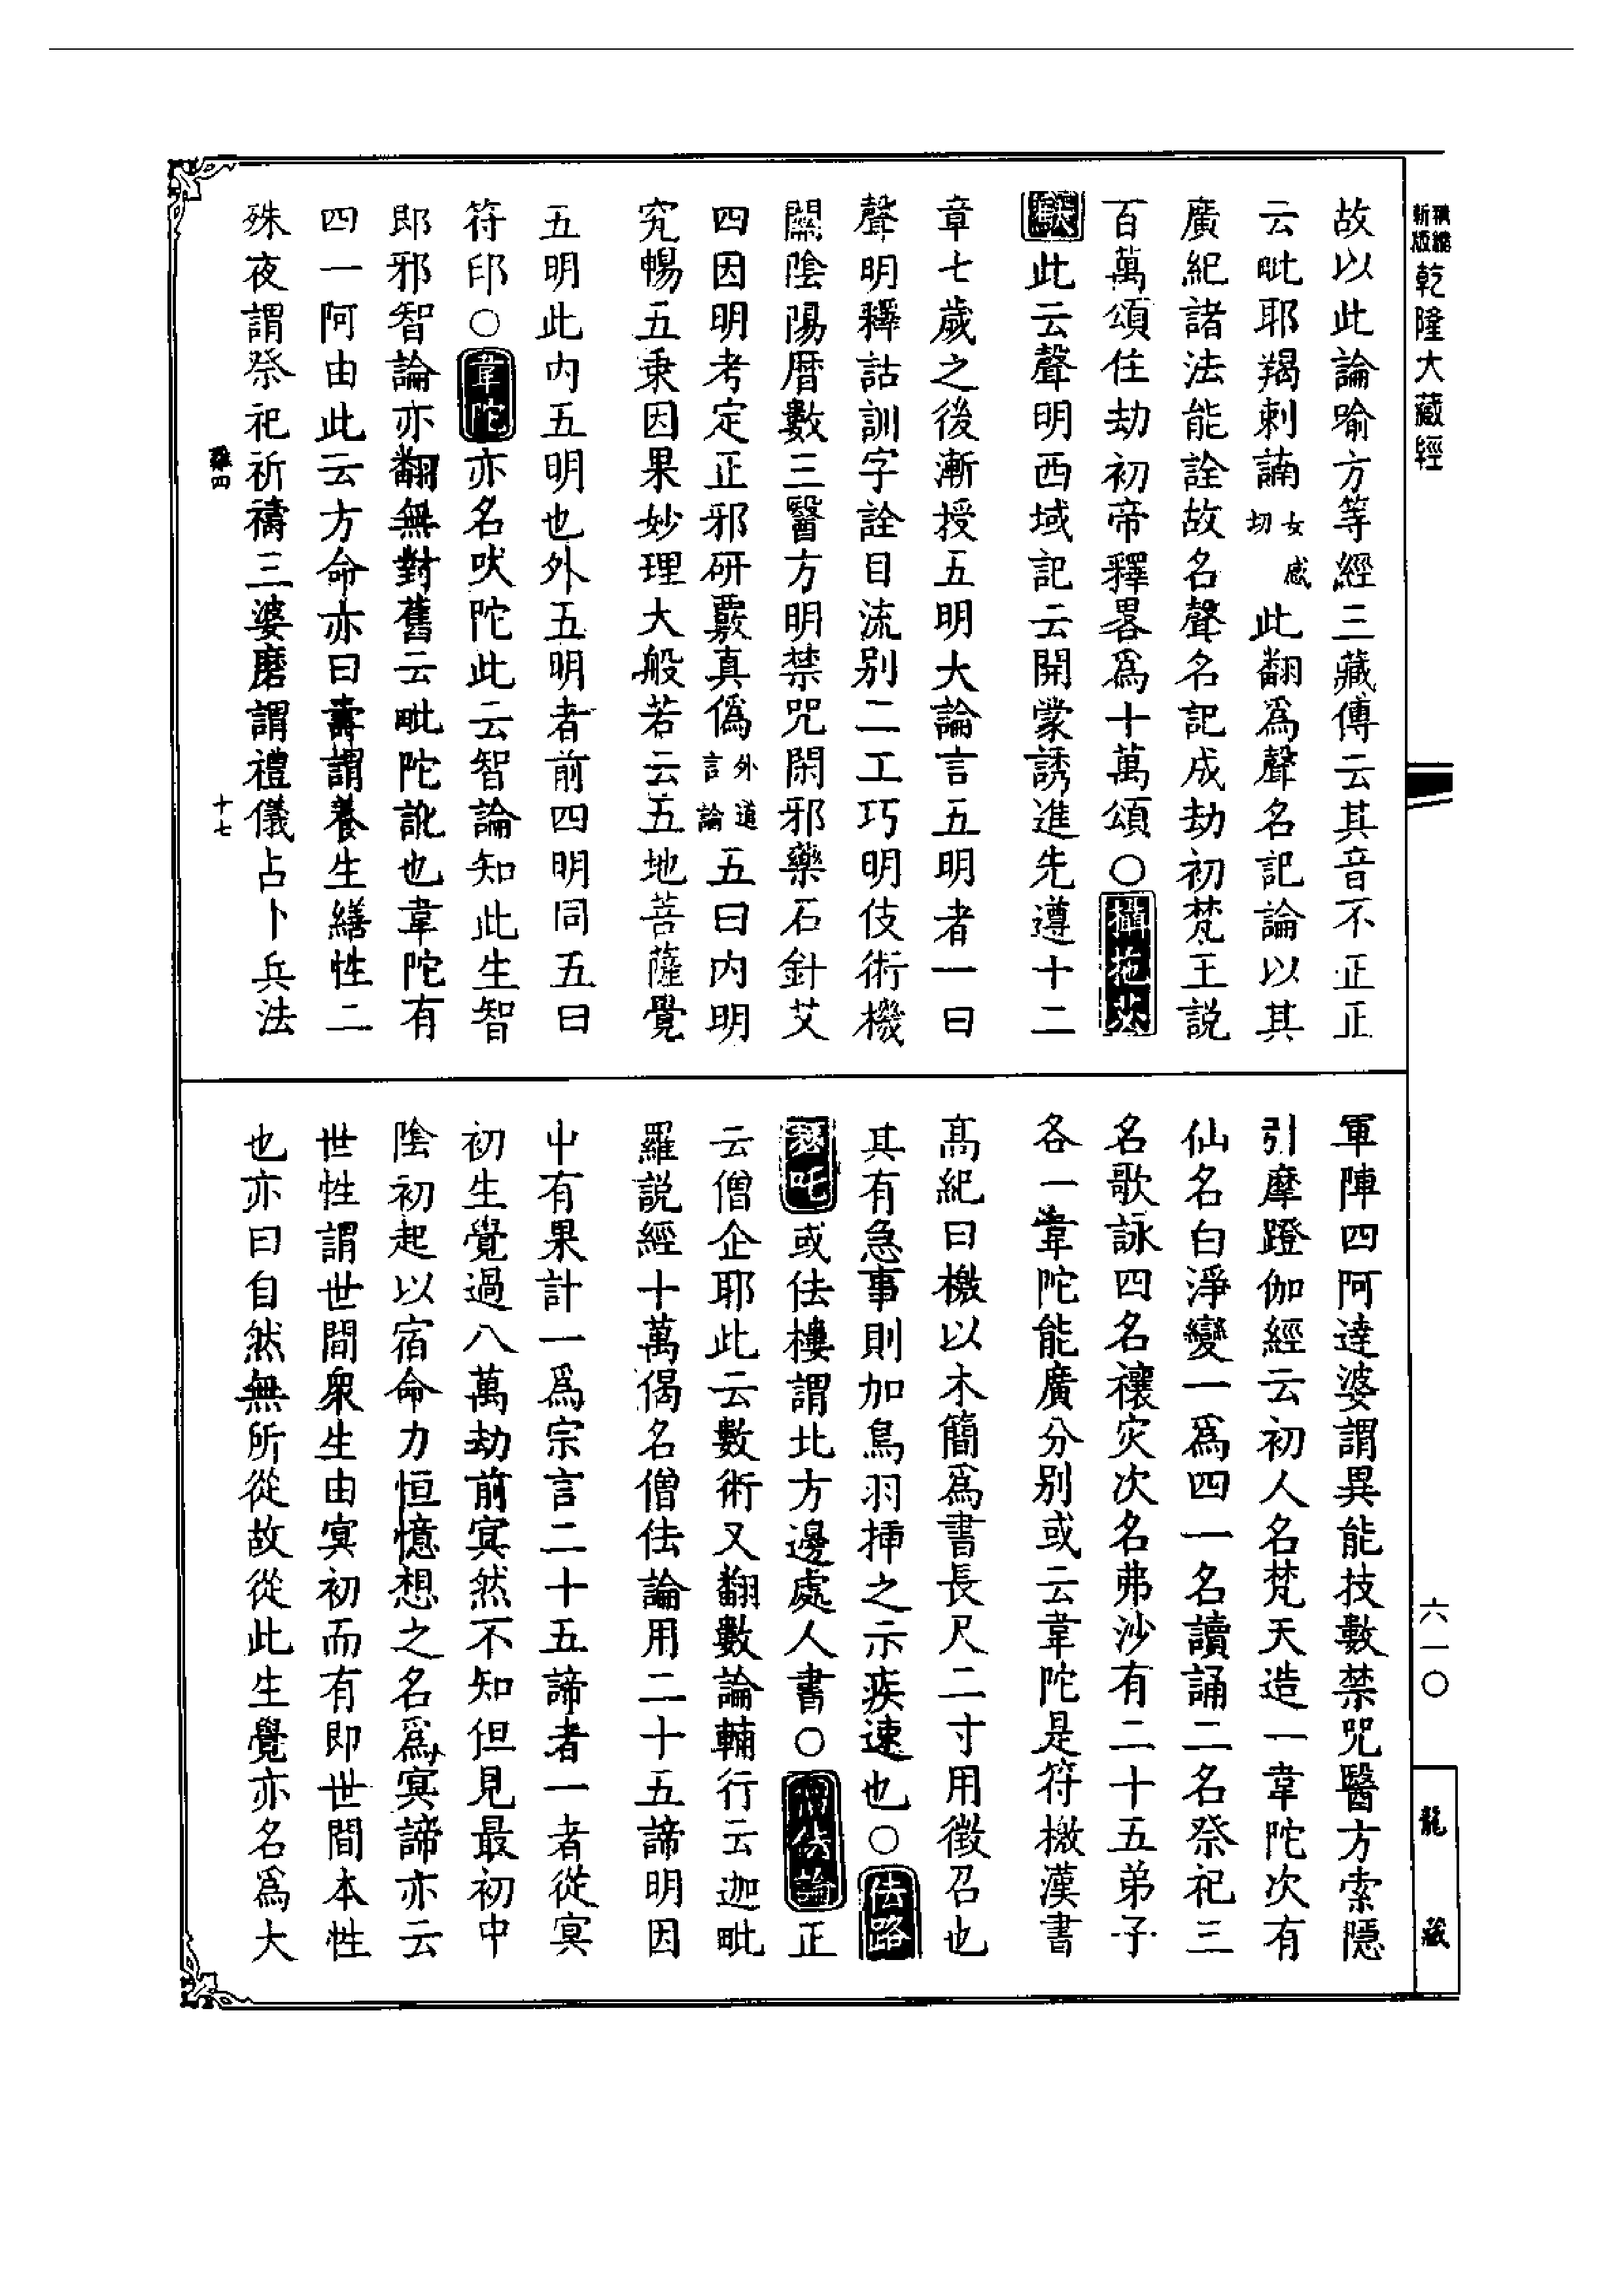 新版
乾隆大藏經
故以此論喻方等經三藏傳云其音不正正
云毗耶羯剌諵女感切此翻爲聲名記論以其
廣紀諸法能詮故名聲名記成劫初梵王説
百萬頌住劫初帝釋畧爲十萬頌○攝拖苾
馱此云聲明西域記云開蒙誘進先遵十二
章七歲之後漸授五明大論言五明者一曰
聲明釋詁訓字詮目流别二工巧明伎術機
關陰陽曆數三醫方明禁咒閑邪藥石針艾
四因明考定正邪研覈真僞外道言論五曰内明
究暢五乘因果妙理大般若云五地菩薩覺
五明此内五明也外五明者前四明同五曰
符印○韋陀亦名吠陀此云智論知此生智
即邪智論亦翻無對舊云毗陀訛也韋陀有
四一阿由此云方命亦曰壽謂養生繕性二
殊夜謂祭祀祈禱三婆磨謂禮儀占卜兵法
雞四
十七
軍陣四阿達婆謂異能技數禁咒醫方索隱
引摩蹬伽經云初人名梵天造一韋陀次有
仙名白淨變一爲四一名讀誦二名祭祀三
名歌詠四名禳灾次名弗沙有二十五弟子
各一韋陀能廣分别或云韋陀是符檄漢書
髙紀曰檄以木簡爲書長尺二寸用徵召也
其有急事則加鳥羽挿之示疾速也○佉路
瑟吒或佉樓謂北方邊處人書○僧佉論正
云僧企耶此云數術又翻數論輔行云迦毗
羅説經十萬偈名僧佉論用二十五諦明因
中有果計一爲宗言二十五諦者一者從冥
初生覺過八萬劫前冥然不知但見最初中
陰初起以宿命力恒憶想之名爲冥諦亦云
世性謂世間衆生由冥初而有即世間本性
也亦曰自然無所從故從此生覺亦名爲大
六一〇
龍藏